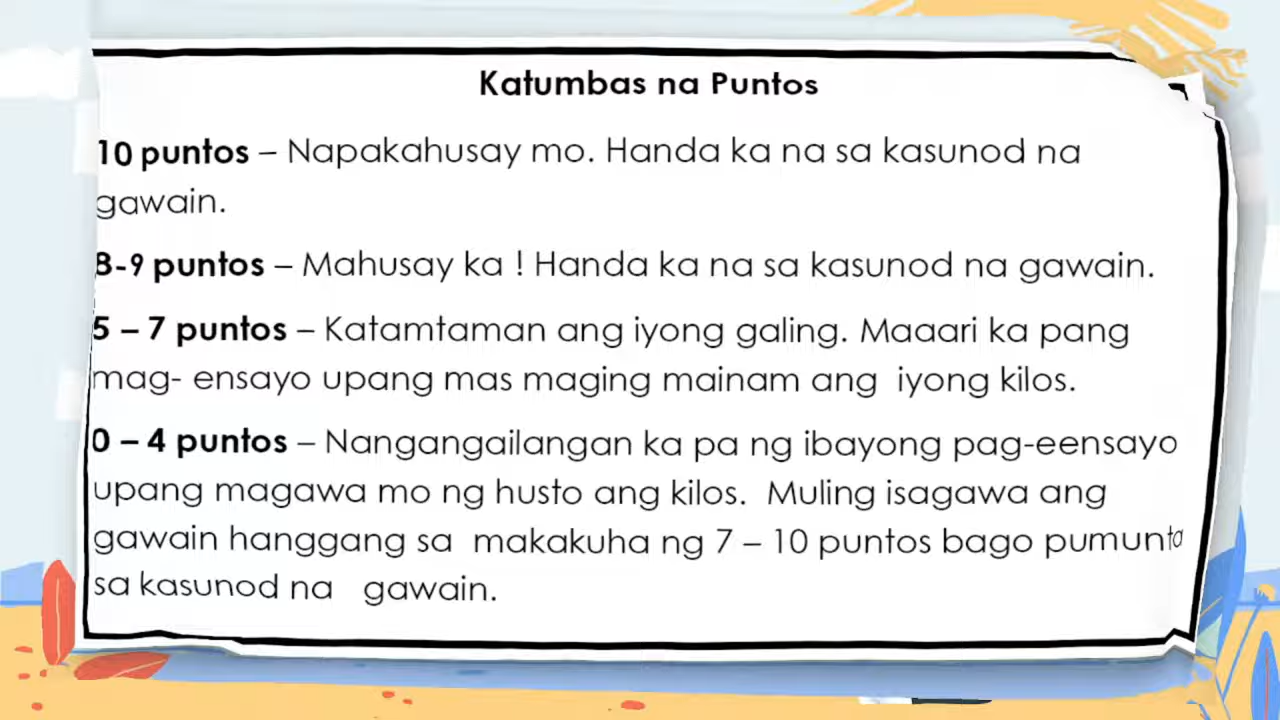 Katumbas na Puntos
10 puntos – Napakahusay mo. Handa ka na sa kasunod na
gawain.
8-9 puntos – Mahusay ka ! Handa ka na sa kasunod na gawain.
5 – 7 puntos – Katamtaman ang iyong galing. Maaari ka pang
mag- ensayo upang mas maging mainam ang iyong kilos.
0 – 4 puntos – Nangangailangan ka pa ng ibayong pag-eensayo
upang magawa mo ng husto ang kilos. Muling isagawa ang
gawain hanggang sa makakuha ng 7 – 10 puntos bago pumunta
sa kasunod na gawain.